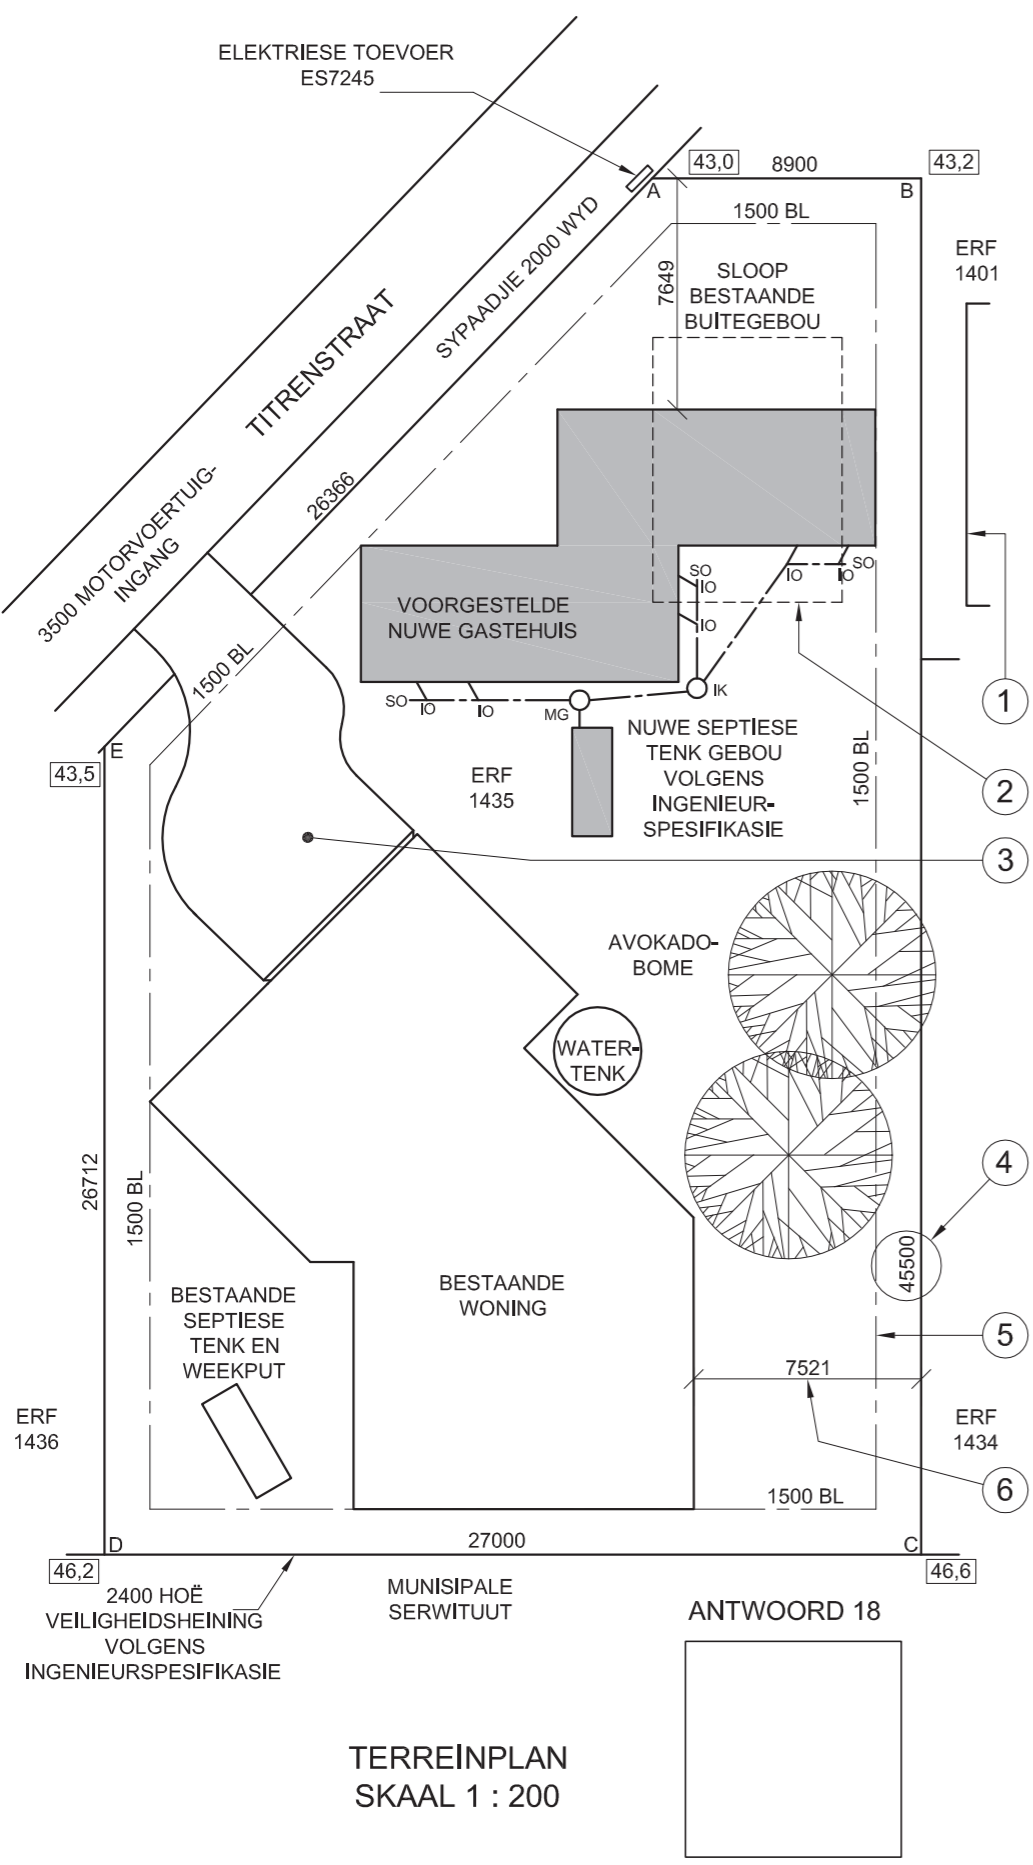 ELEKTRIESE TOEVOER
ES7245
43,0
8900
43,2
A
B
1500 BL
SYPAADJIE 2000 WYD
7649
SLOOP
BESTAANDE
BUITEGEBOU
ERF
1401
TITRENSTRAAT
26366
3500 MOTORVOERTUIG-
INGANG
VOORGESTELDE
NUWE GASTEHUIS
SO
IO
IO
IO
IO
SO
1500 BL
SO
IO
IO
MG
IK
1
E
43,5
ERF
1435
NUWE SEPTIESE
TENK GEBOU
VOLGENS
INGENIEUR-
SPESIFIKASIE
1500 BL
2
3
AVOKADO-
BOME
WATER-
TENK
26712
1500 BL
4
45500
BESTAANDE
SEPTIESE
TENK EN
WEEKPUT
BESTAANDE
WONING
5
7521
ERF
1436
ERF
1434
6
1500 BL
D
27000
C
46,2
46,6
2400 HOË
VEILIGHEIDSHEINING
VOLGENS
INGENIEURSPESIFIKASIE
MUNISIPALE
SERWITUUT
ANTWOORD 18
TERREINPLAN
SKAAL 1 : 200